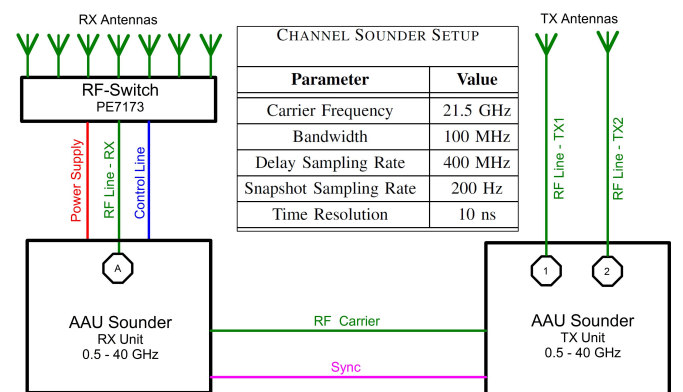 RX Antennas
TX Antennas
CHANNEL SOUNDER SETUP
Parameter Value
Carrier Frequency 21.5 GHz
Bandwidth 100 MHz
Delay Sampling Rate 400 MHz
Snapshot Sampling Rate 200 Hz
Time Resolution 10 ns
RF-Switch
PE7173
Power Supply
RF Line - RX
Control Line
RF Line - TX1
RF Line - TX2
A
1
2
AAU Sounder
RX Unit
0.5 - 40 GHz
RF Carrier
Sync
AAU Sounder
TX Unit
0.5 - 40 GHz